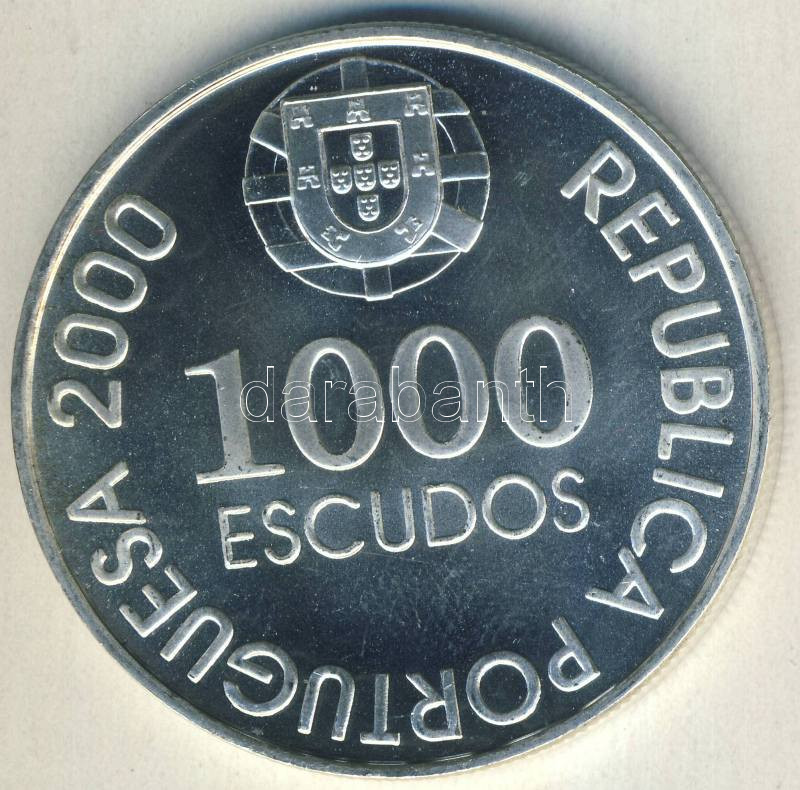 REPUBLICA PORTUGUESA 2000
1000
ESCUDOS
darabanth